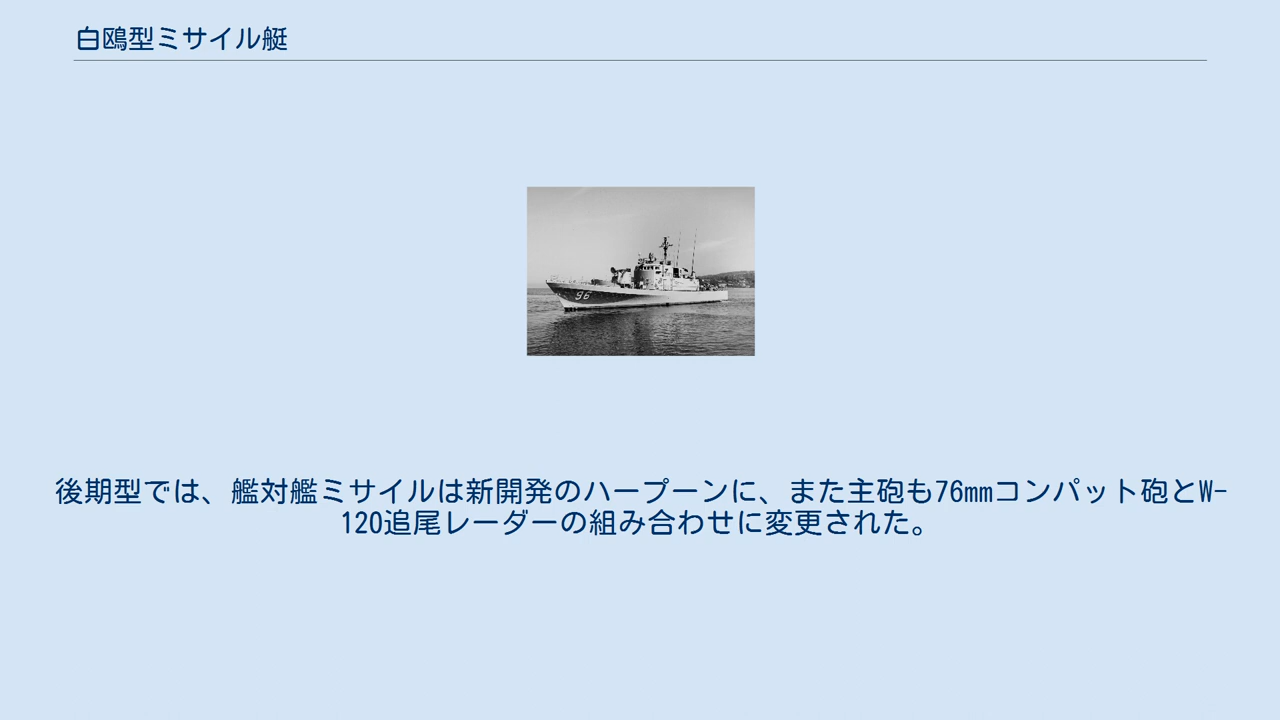 白鴎型ミサイル艇
96
後期型では、艦対艦ミサイルは新開発のハープーンに、また主砲も76mmコンパット砲とW-
120追尾レーダーの組み合わせに変更された。